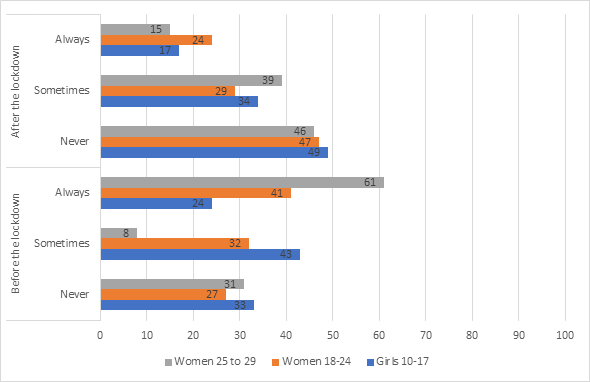 After the lockdown
Always
15
24
17
Sometimes
39
29
34
Never
46
47
49
Before the lockdown
Always
61
41
24
Sometimes
8
32
43
Never
31
27
33
0 10 20 30 40 50 60 70 80 90 100
Women 25 to 29 Women 18-24 Girls 10-17